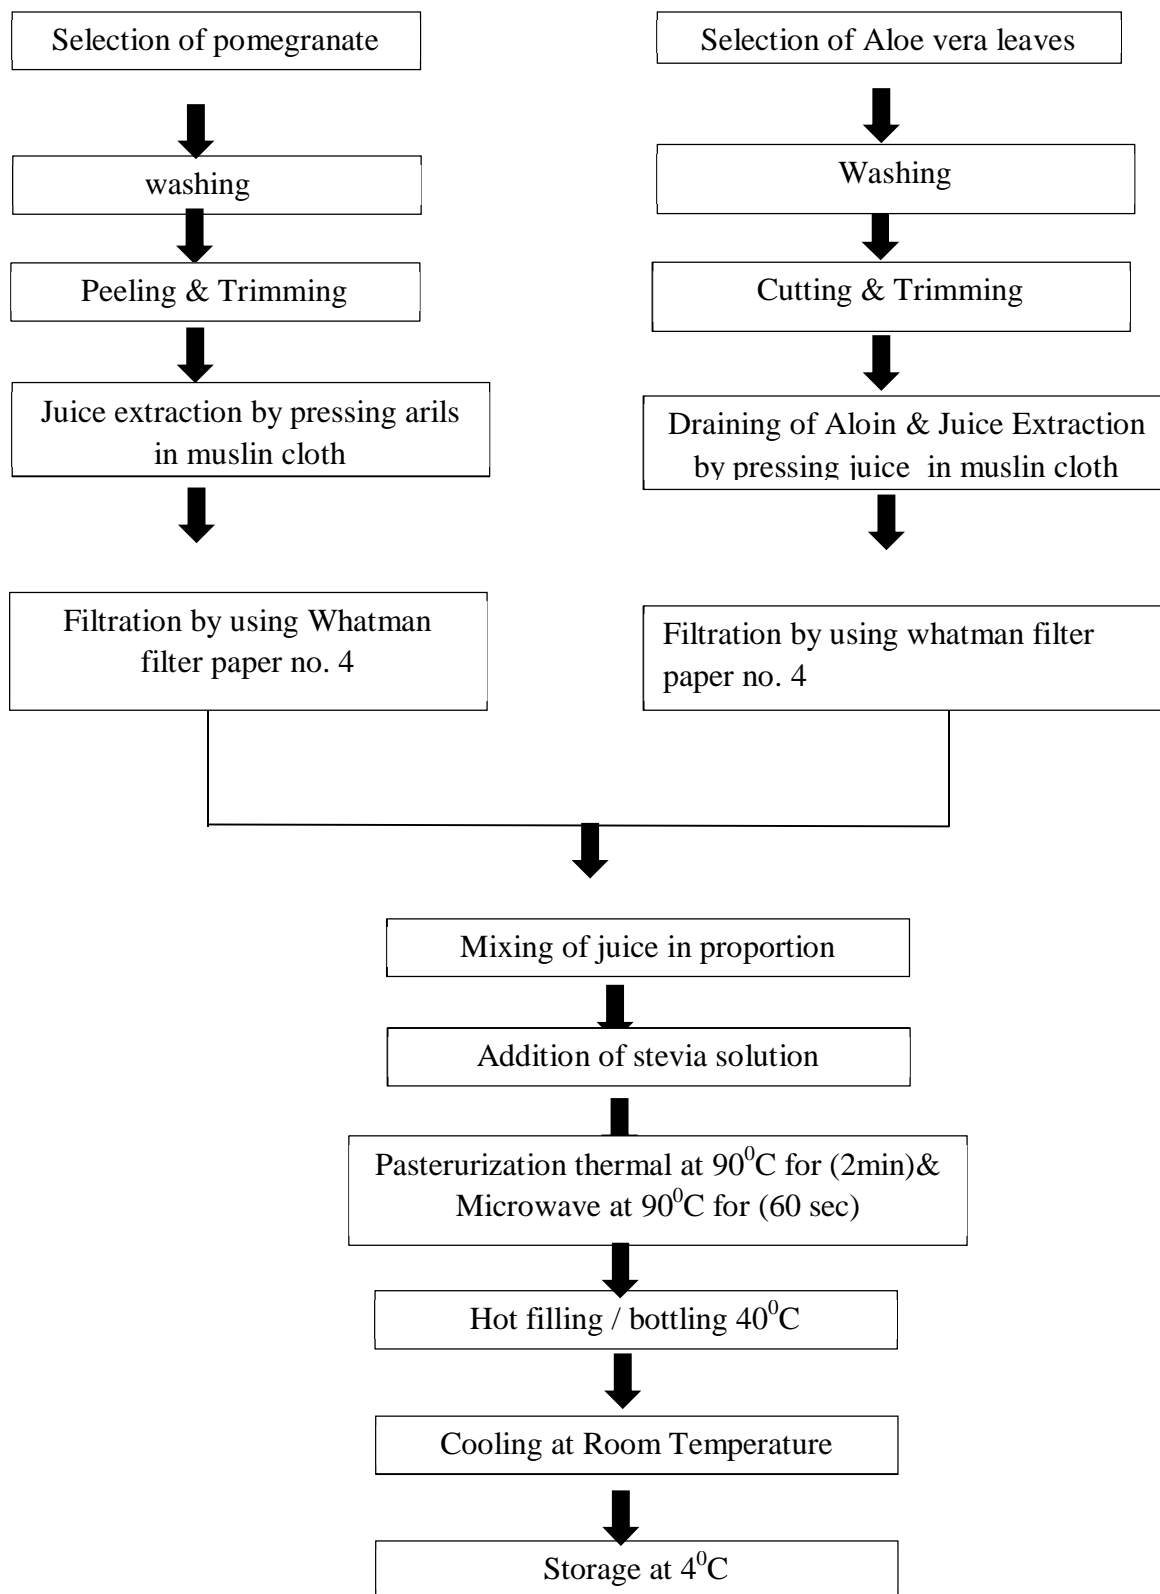 Selection of pomegranate
Selection of Aloe vera leaves
washing
Washing
Peeling & Trimming
Cutting & Trimming
Juice extraction by pressing arils
in muslin cloth
Draining of Aloin & Juice Extraction
by pressing juice in muslin cloth
Filtration by using Whatman
filter paper no. 4
Filtration by using whatman filter
paper no. 4
Mixing of juice in proportion
Addition of stevia solution
Pasterurization thermal at 90⁰C for (2min)&
Microwave at 90⁰C for (60 sec)
Hot filling / bottling 40⁰C
Cooling at Room Temperature
Storage at 4⁰C